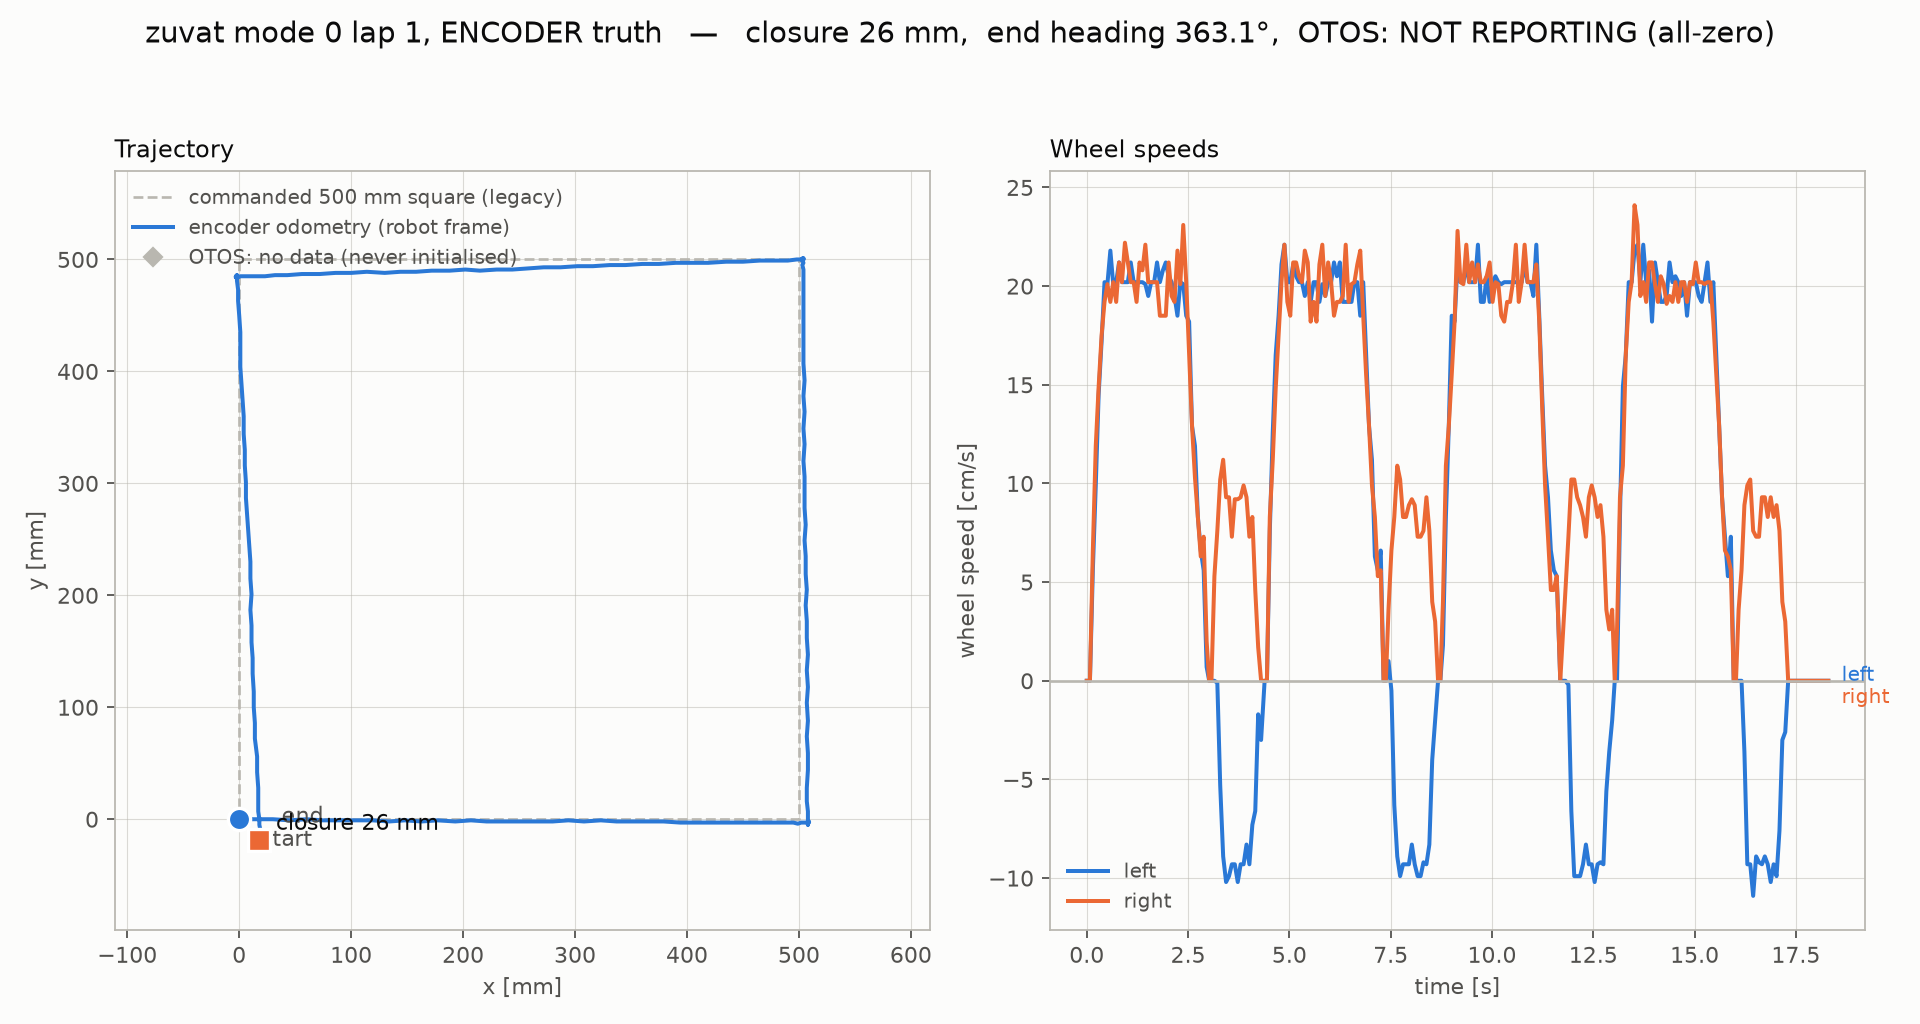 zuvat mode 0 lap 1, ENCODER truth — closure 26 mm, end heading 363.1°, OTOS: NOT REPORTING (all-zero)
Trajectory
commanded 500 mm square (legacy)
encoder odometry (robot frame)
OTOS: no data (never initialised)
500
400
300
200
100
0
y [mm]
end
closure 26 mm
tart
−100
0
100
200
300
400
500
600
x [mm]
Wheel speeds
25
20
15
10
5
0
−5
−10
wheel speed [cm/s]
left
right
left
right
0.0
2.5
5.0
7.5
10.0
12.5
15.0
17.5
time [s]